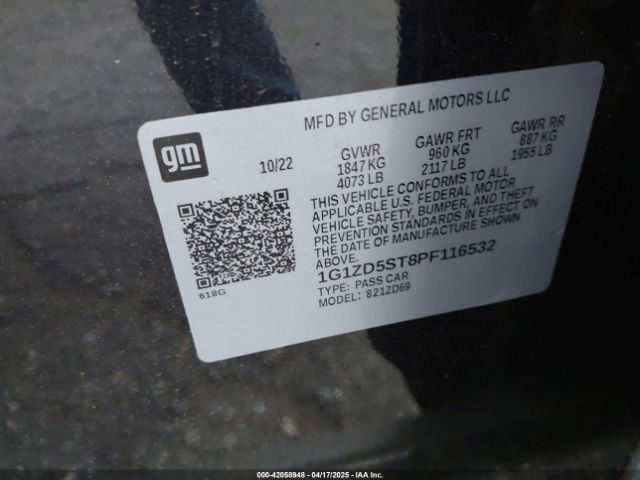 MFD BY GENERAL MOTORS LLC
gm
10/22
GVWR
1847 KG
4073 LB
GAWR FRT
960 KG
2117 LB
GAWR RR
887 KG
1955 LB
THIS VEHICLE CONFORMS TO ALL
APPLICABLE U.S. FEDERAL MOTOR
VEHICLE SAFETY, BUMPER, AND THEFT
PREVENTION STANDARDS IN EFFECT ON
THE DATE OF MANUFACTURE SHOWN
ABOVE.
1G1ZD5ST8PF116532
TYPE: PASS CAR
MODEL: 821ZD69
618G
000-42058948 - 04/17/2025 - IAA Inc.